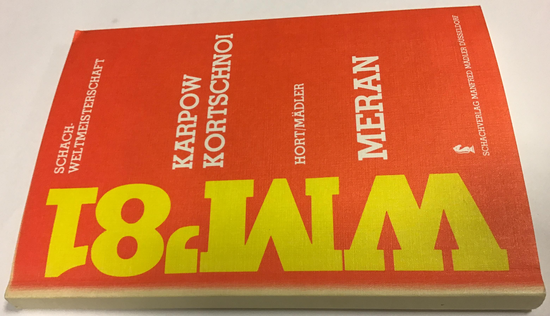 SCHACH-
WELTMEISTERSCHAFT
KARPOW
KORTSCHNOI
HORT/MÄDLER
MERAN
SCHACHVERLAG MANFRED MÄDLER DÜSSELDORF
WM'81